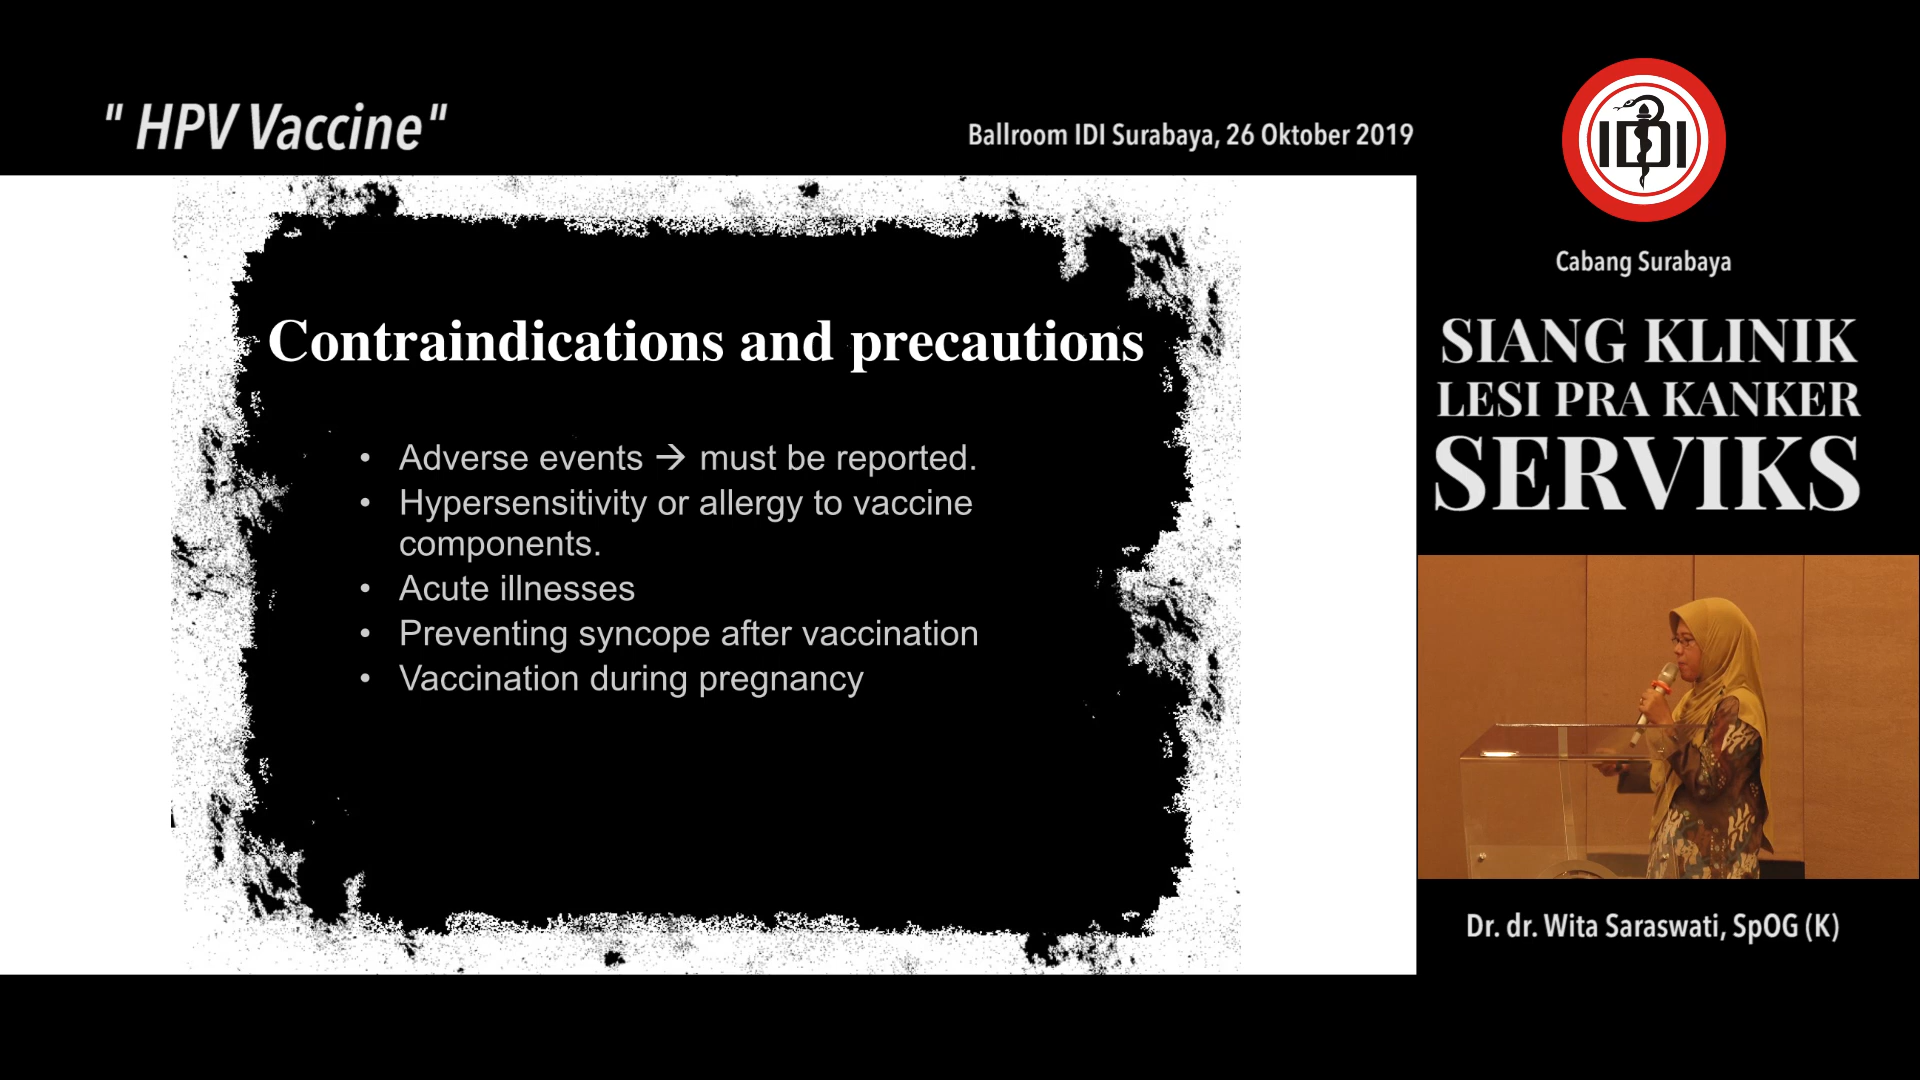 " HPV Vaccine"
Ballroom IDI Surabaya, 26 Oktober 2019
IDI
Cabang Surabaya
SIANG KLINIK
LESI PRA KANKER
SERVIKS
Contraindications and precautions
• Adverse events → must be reported.
• Hypersensitivity or allergy to vaccine
components.
• Acute illnesses
• Preventing syncope after vaccination
• Vaccination during pregnancy
Dr. dr. Wita Saraswati, SpOG (K)